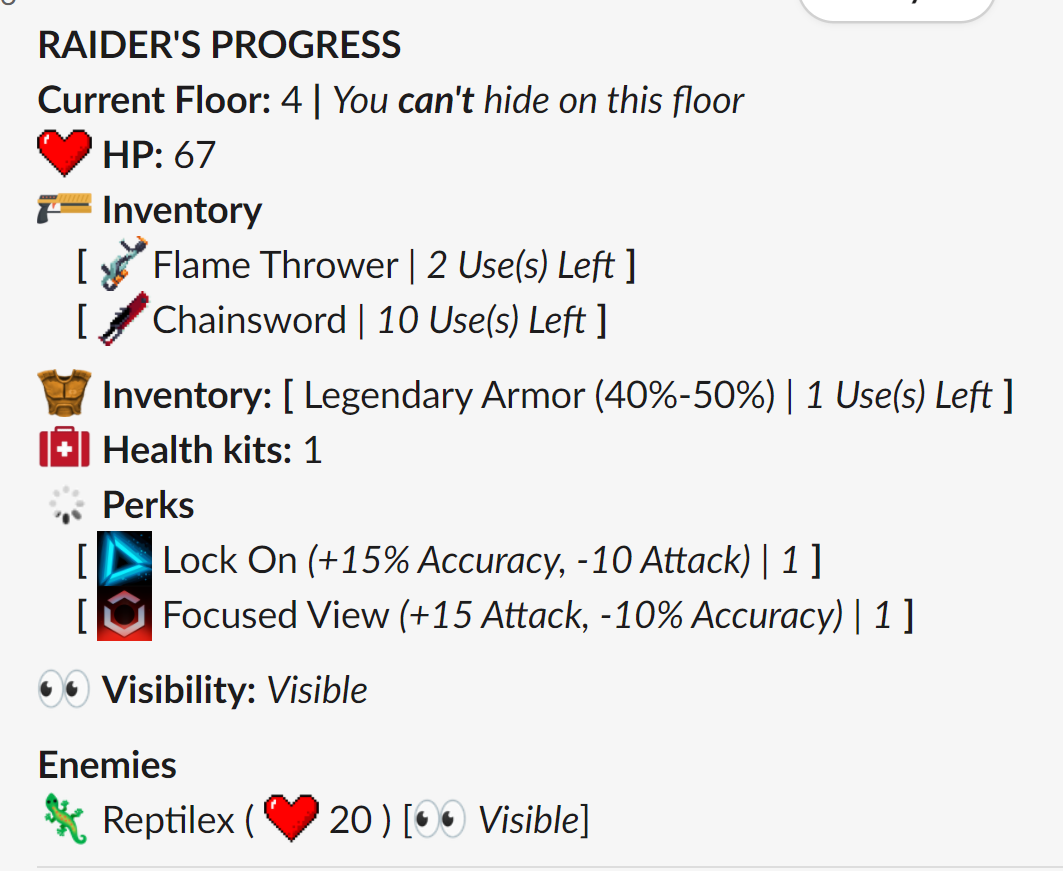 RAIDER'S PROGRESS
Current Floor: 4 | You can't hide on this floor
HP: 67
Inventory
[ Flame Thrower | 2 Use(s) Left ]
[ Chainsword | 10 Use(s) Left ]
Inventory: [ Legendary Armor (40%-50%) | 1 Use(s) Left ]
Health kits: 1
Perks
[ Lock On (+15% Accuracy, -10 Attack) | 1 ]
[ Focused View (+15 Attack, -10% Accuracy) | 1 ]
Visibility: Visible
Enemies
Reptilex ( 20 ) [ Visible]